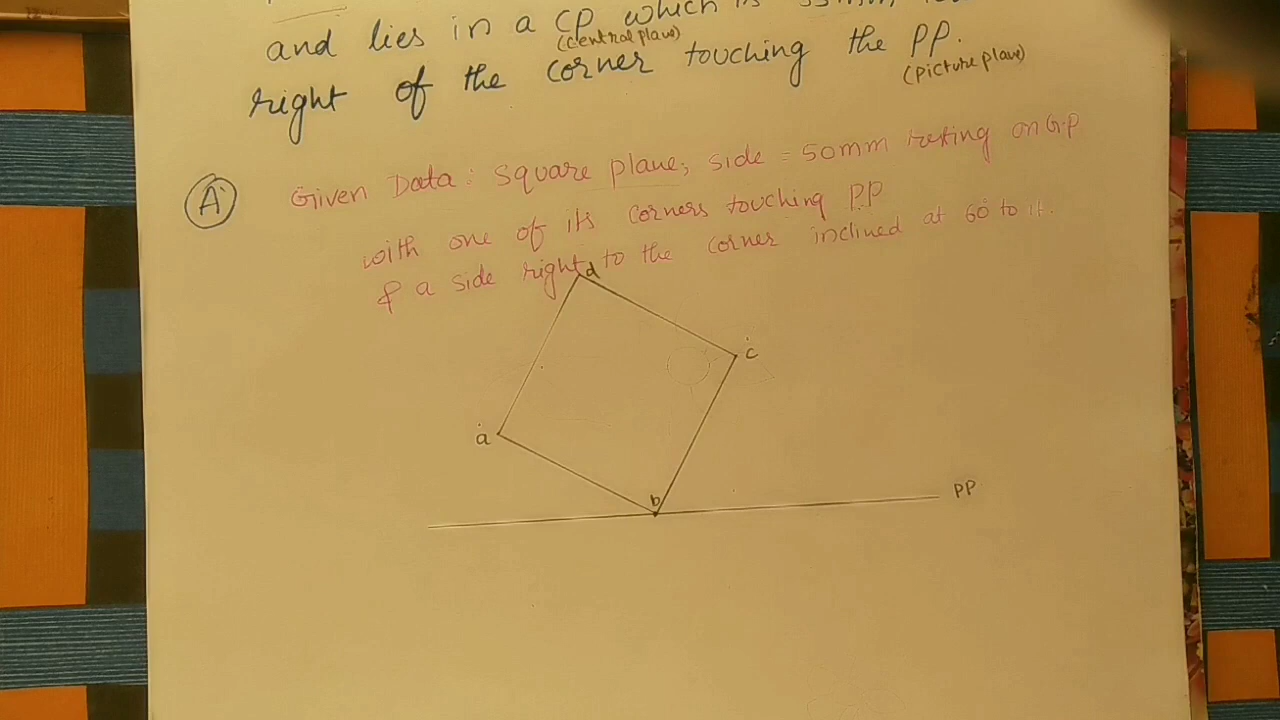 and lies in a CP which is 35mm,
(central plane)
right of the corner touching the PP.
(picture plane)
A
Given Data: square plane; side = 50mm resting on G.P
with one of its corners touching PP
& a side right to the corner inclined at 60° to it.
d
c
a
b
PP